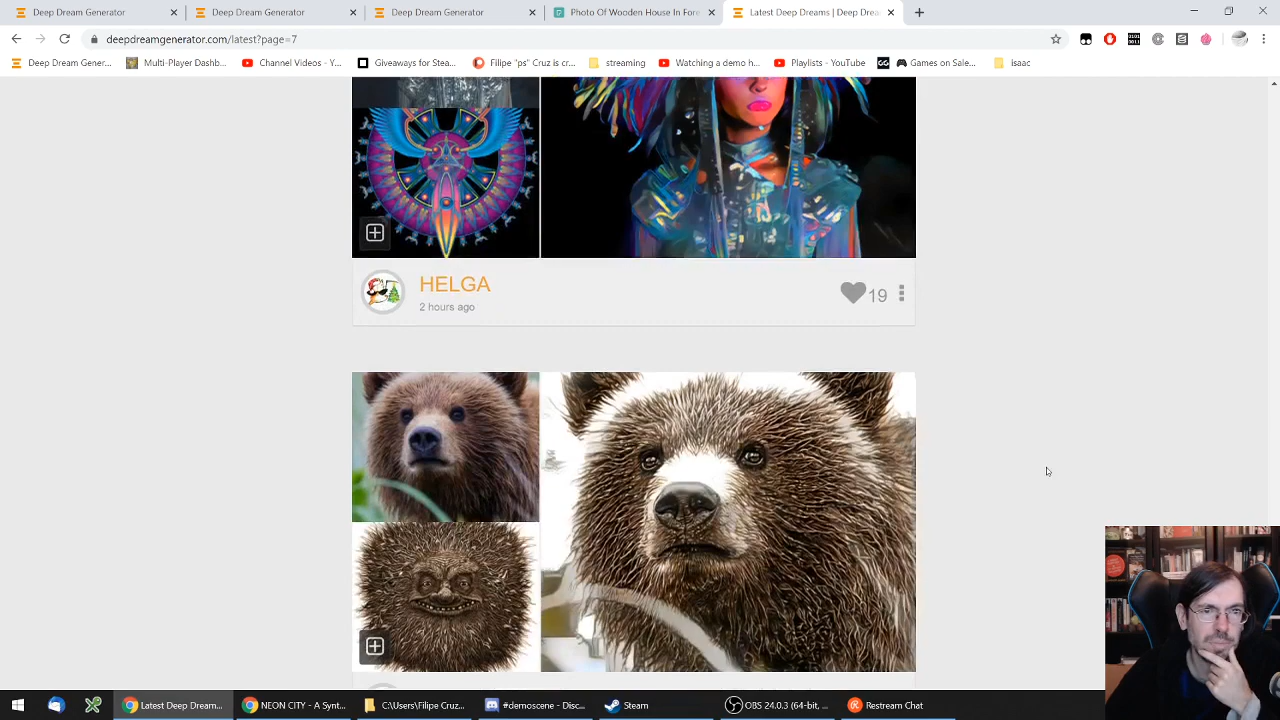 Deep Dream Generator
Deep Dream Generator
Deep Dream Generator
Photo Of Wooden House In Fore
Latest Deep Dreams | Deep Drea
deepdreamgenerator.com/latest?page=7
Deep Dream Gener...
Multi-Player Dashb...
Channel Videos - Y...
Giveaways for Stea...
Filipe "ps" Cruz is cr...
streaming
Watching a demo h...
Playlists - YouTube
GG
Games on Sale...
isaac
HELGA
2 hours ago
19
Latest Deep Dream...
NEON CITY - A Synt...
C:\Users\Filipe Cruz...
#demoscene - Disc...
Steam
OBS 24.0.3 (64-bit, ...
Restream Chat